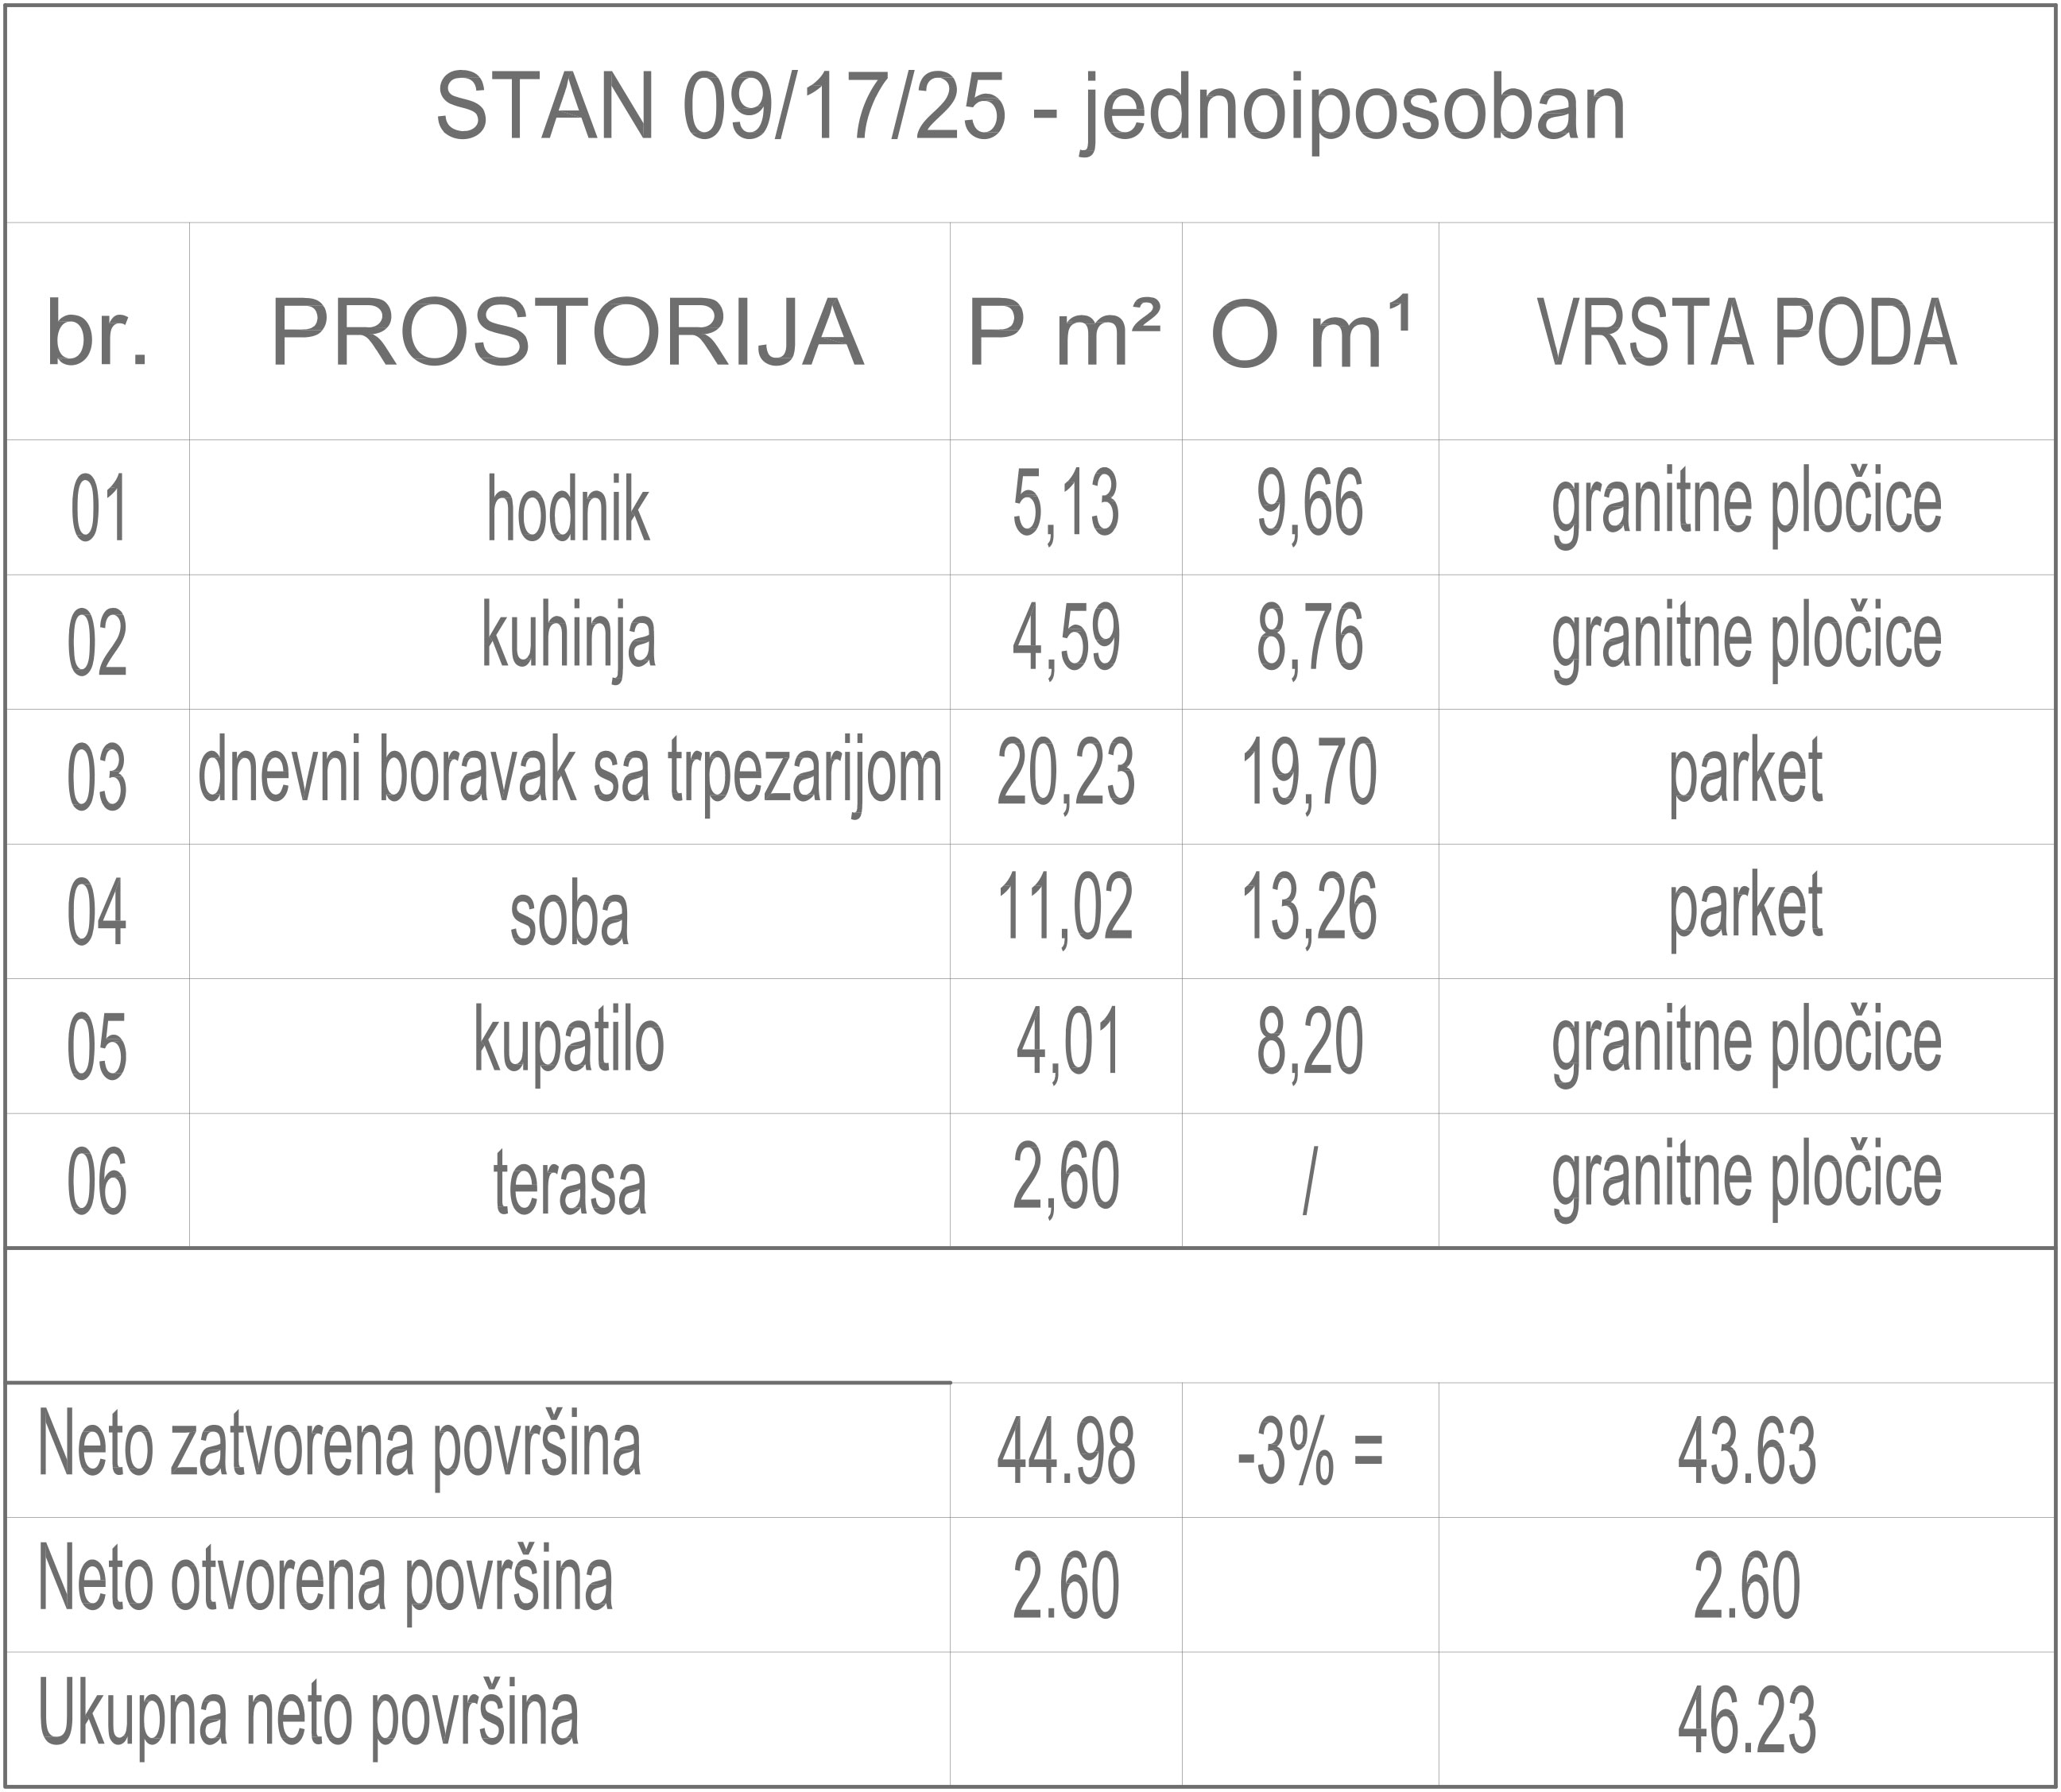 STAN 09/17/25 - jednoiposoban
br. PROSTORIJA P m² O m¹ VRSTA PODA
01 hodnik 5,13 9,66 granitne pločice
02 kuhinja 4,59 8,76 granitne pločice
03 dnevni boravak sa trpezarijom 20,23 19,70 parket
04 soba 11,02 13,26 parket
05 kupatilo 4,01 8,20 granitne pločice
06 terasa 2,60 / granitne pločice
Neto zatvorena površina 44.98 -3% = 43.63
Neto otvorena površina 2.60 2.60
Ukupna neto površina 46.23